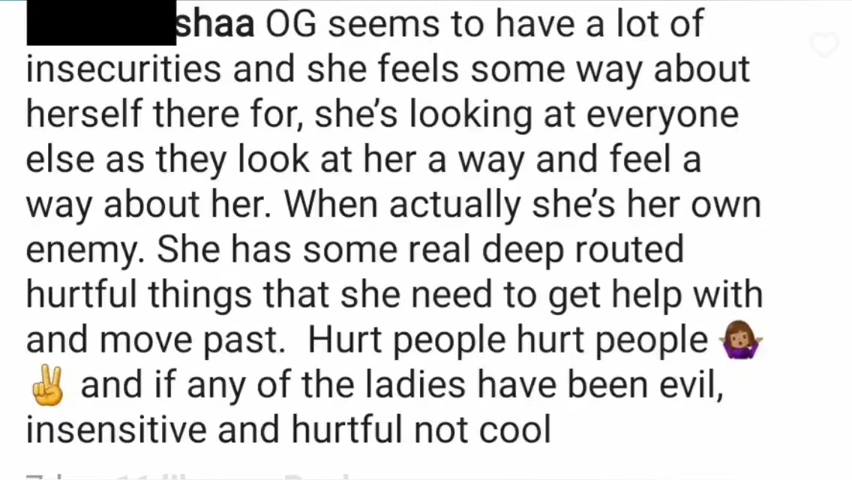 shaa OG seems to have a lot of
insecurities and she feels some way about
herself there for, she's looking at everyone
else as they look at her a way and feel a
way about her. When actually she's her own
enemy. She has some real deep routed
hurtful things that she need to get help with
and move past.  Hurt people hurt people 🤷🏾‍♀️
✌️ and if any of the ladies have been evil,
insensitive and hurtful not cool